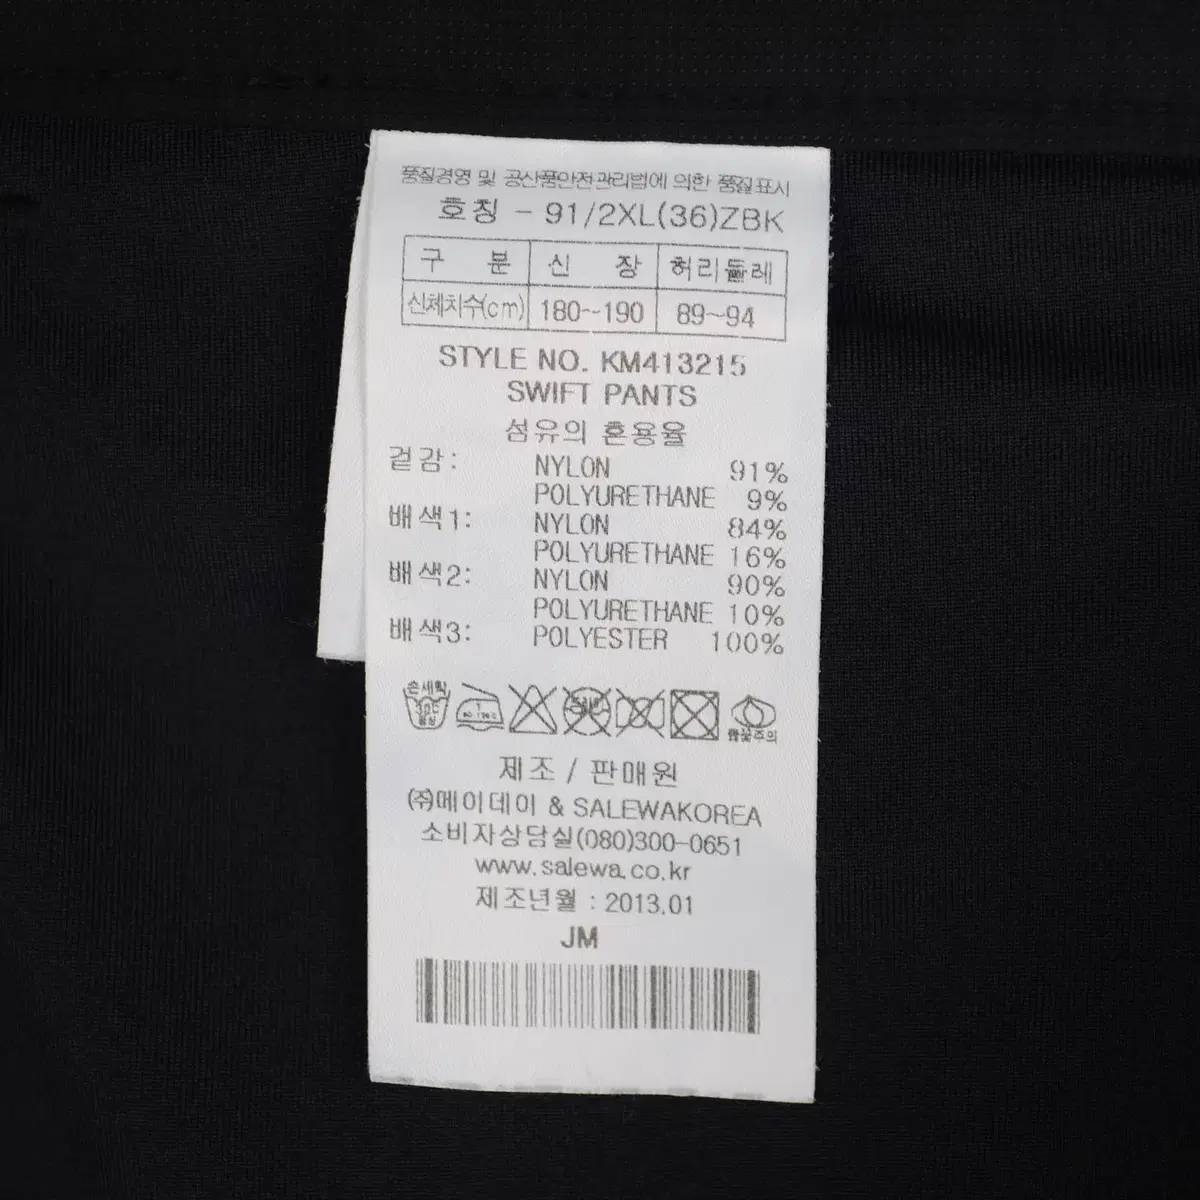 품질경영 및 공산품안전관리법에 의한 품질표시
호칭 - 91/2XL(36)ZBK
구 분 신 장 허리둘레
신체치수(cm) 180~190 89~94
STYLE NO. KM413215
SWIFT PANTS
섬유의 혼용율
겉감: NYLON 91%
POLYURETHANE 9%
배색1: NYLON 84%
POLYURETHANE 16%
배색2: NYLON 90%
POLYURETHANE 10%
배색3: POLYESTER 100%
손세탁
제조 / 판매원
(주)메이데이 & SALEWAKOREA
소비자상담실(080)300-0651
www.salewa.co.kr
제조년월 : 2013.01
JM